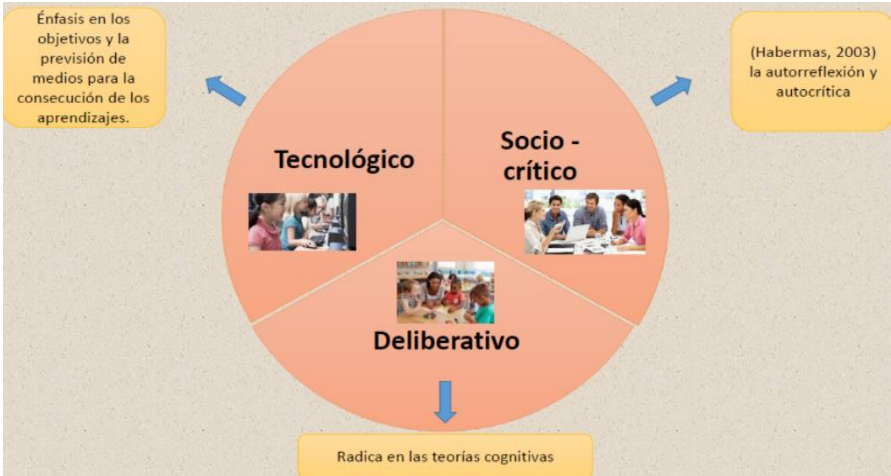 Énfasis en los
objetivos y la
previsión de
medios para la
consecución de los
aprendizajes.
(Habermas, 2003)
la autorreflexión y
autocrítica
Tecnológico
Socio -
crítico
Deliberativo
Radica en las teorías cognitivas